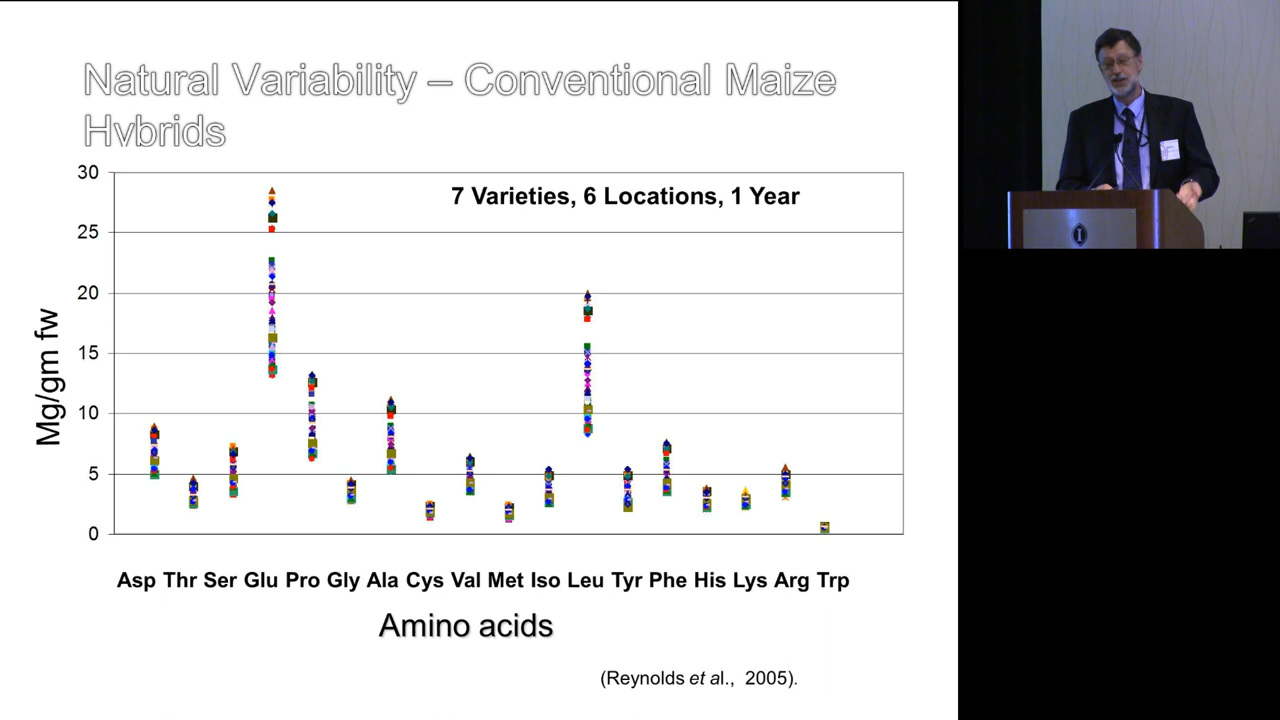 Natural Variability – Conventional Maize
Hybrids
30
7 Varieties, 6 Locations, 1 Year
25
20
15
10
5
0
Mg/gm fw
Asp Thr Ser Glu Pro Gly Ala Cys Val Met Iso Leu Tyr Phe His Lys Arg Trp
Amino acids
(Reynolds et al., 2005).
I